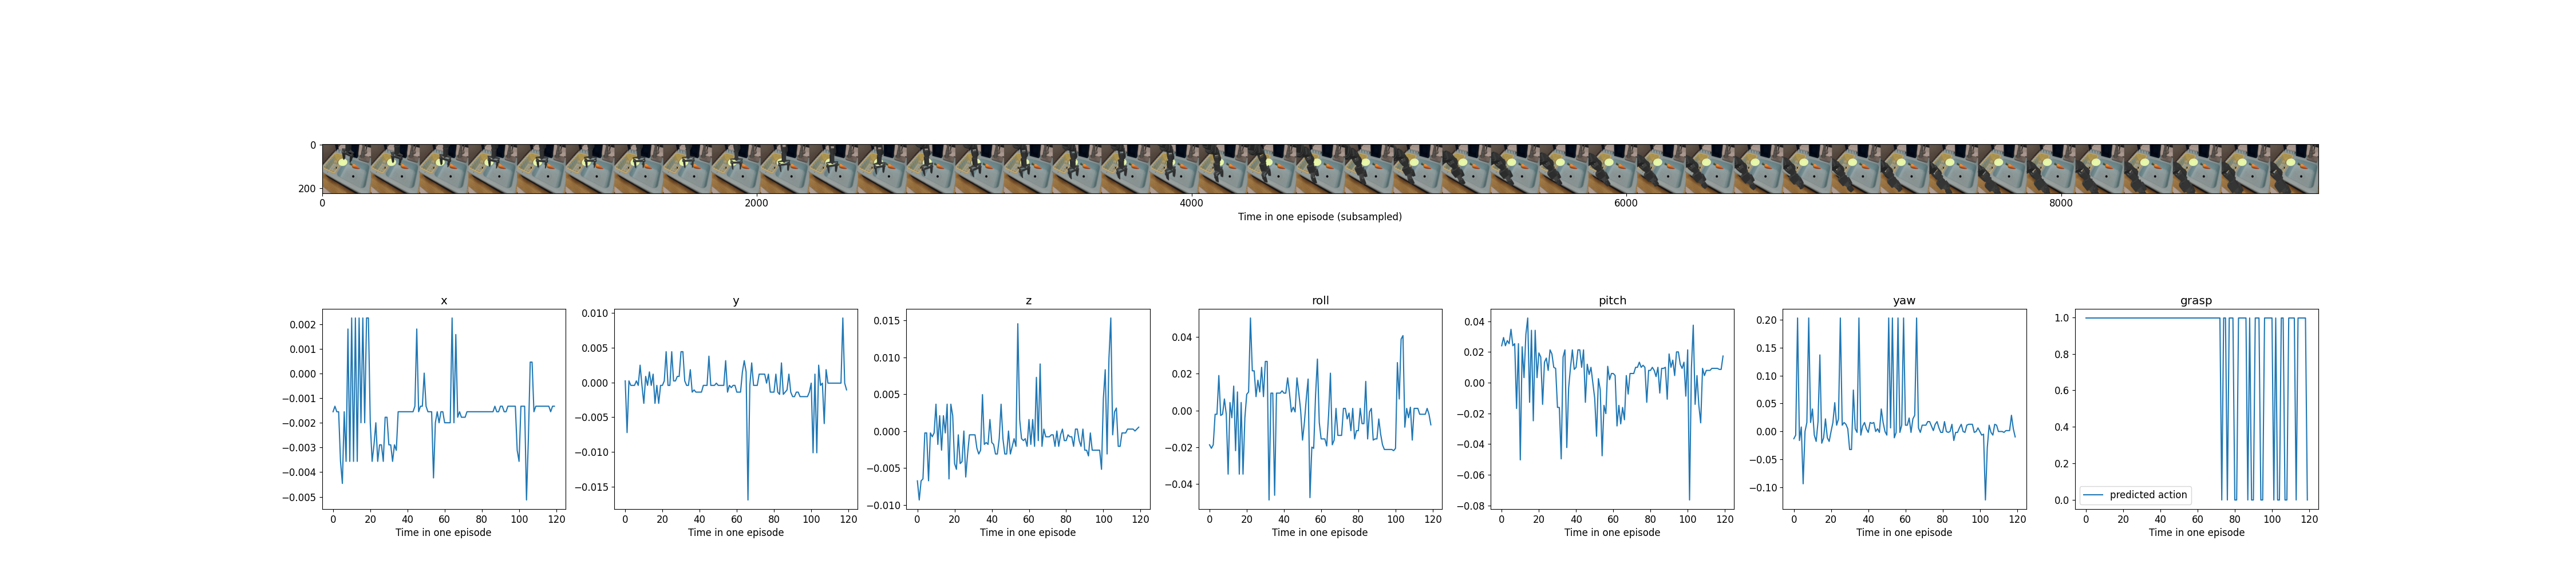 0
200
0 2000 4000 6000 8000
Time in one episode (subsampled)
x y z roll pitch yaw grasp
0.002
0.001
0.000
−0.001
−0.002
−0.003
−0.004
−0.005
0 20 40 60 80 100 120
Time in one episode
0.010
0.005
0.000
−0.005
−0.010
−0.015
0 20 40 60 80 100 120
Time in one episode
0.015
0.010
0.005
0.000
−0.005
−0.010
0 20 40 60 80 100 120
Time in one episode
0.04
0.02
0.00
−0.02
−0.04
0 20 40 60 80 100 120
Time in one episode
0.04
0.02
0.00
−0.02
−0.04
−0.06
−0.08
0 20 40 60 80 100 120
Time in one episode
0.20
0.15
0.10
0.05
0.00
−0.05
−0.10
0 20 40 60 80 100 120
Time in one episode
1.0
0.8
0.6
0.4
0.2
0.0
predicted action
0 20 40 60 80 100 120
Time in one episode